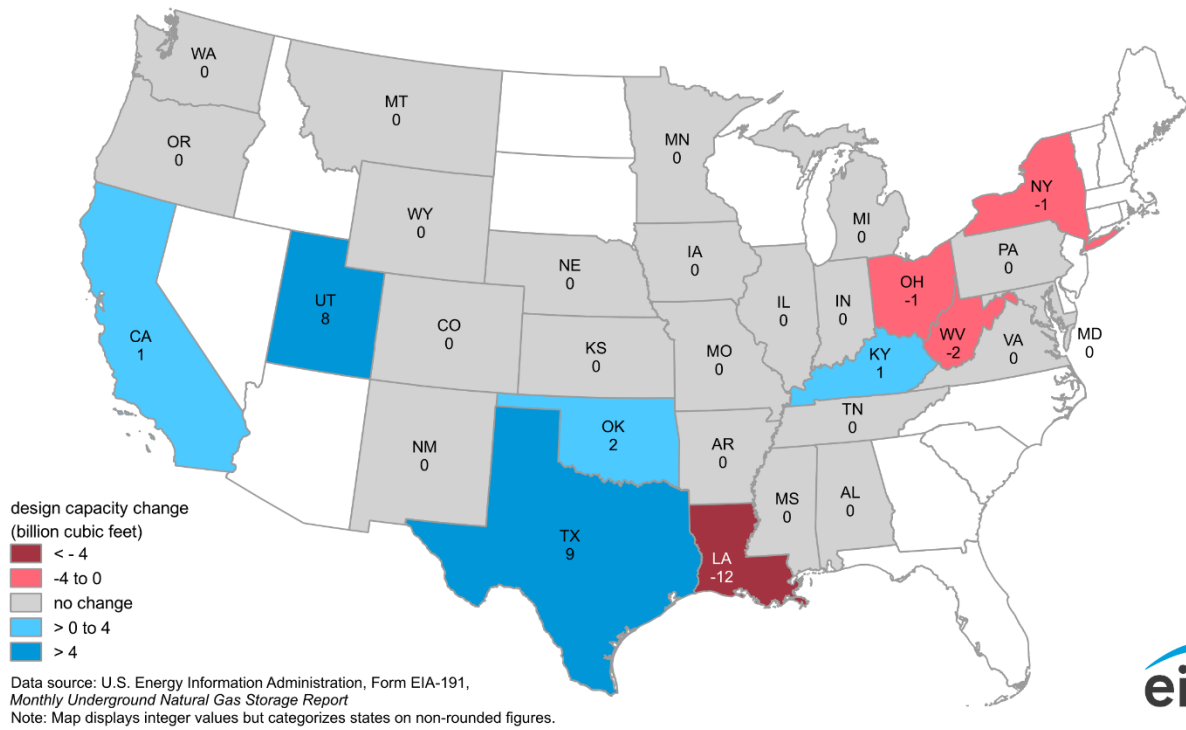 WA
0
MT
0
OR
0
MN
0
NY
-1
WY
0
MI
0
IA
0
PA
0
NE
0
OH
-1
UT
8
IL
0
IN
0
CO
0
WV
-2
MD
0
VA
0
CA
1
KS
0
MO
0
KY
1
TN
0
OK
2
NM
0
AR
0
MS
0
AL
0
TX
9
LA
-12
design capacity change
(billion cubic feet)
< - 4
-4 to 0
no change
> 0 to 4
> 4
Data source: U.S. Energy Information Administration, Form EIA-191,
Monthly Underground Natural Gas Storage Report
Note: Map displays integer values but categorizes states on non-rounded figures.
ei